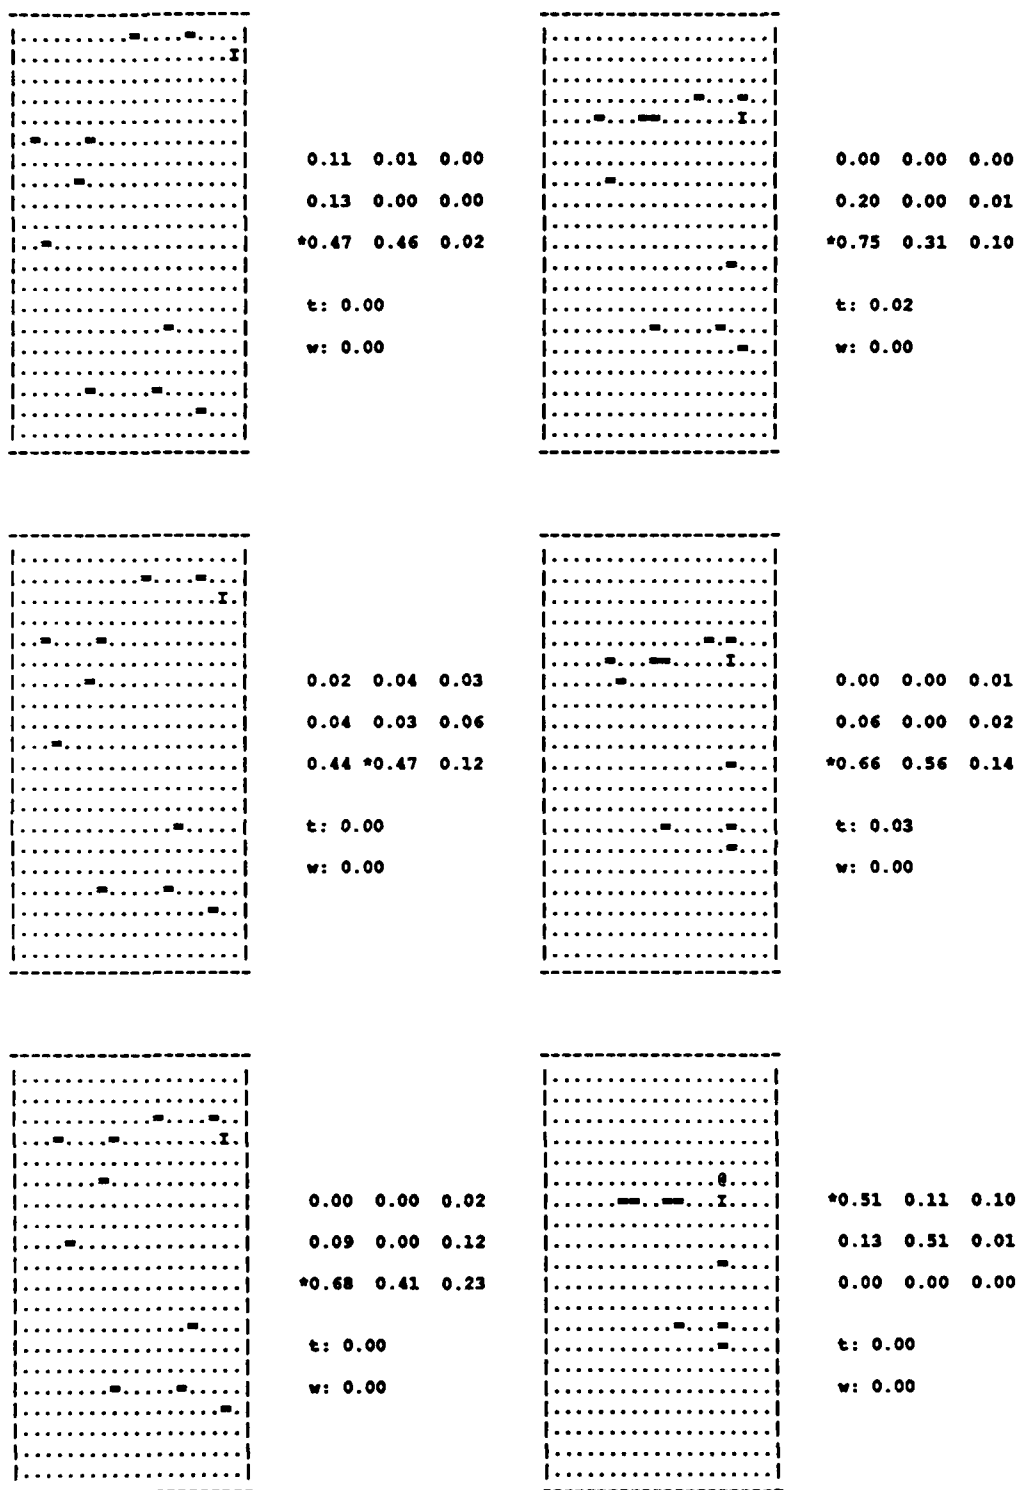 I
0.11 0.01 0.00
0.13 0.00 0.00
*0.47 0.46 0.02
t: 0.00
w: 0.00
I
0.02 0.04 0.03
0.04 0.03 0.06
0.44 *0.47 0.12
t: 0.00
w: 0.00
I
0.00 0.00 0.02
0.09 0.00 0.12
*0.68 0.41 0.23
t: 0.00
w: 0.00
I
0.00 0.00 0.00
0.20 0.00 0.01
*0.75 0.31 0.10
t: 0.02
w: 0.00
I
0.00 0.00 0.01
0.06 0.00 0.02
*0.66 0.56 0.14
t: 0.03
w: 0.00
@
I
*0.51 0.11 0.10
0.13 0.51 0.01
0.00 0.00 0.00
t: 0.00
w: 0.00